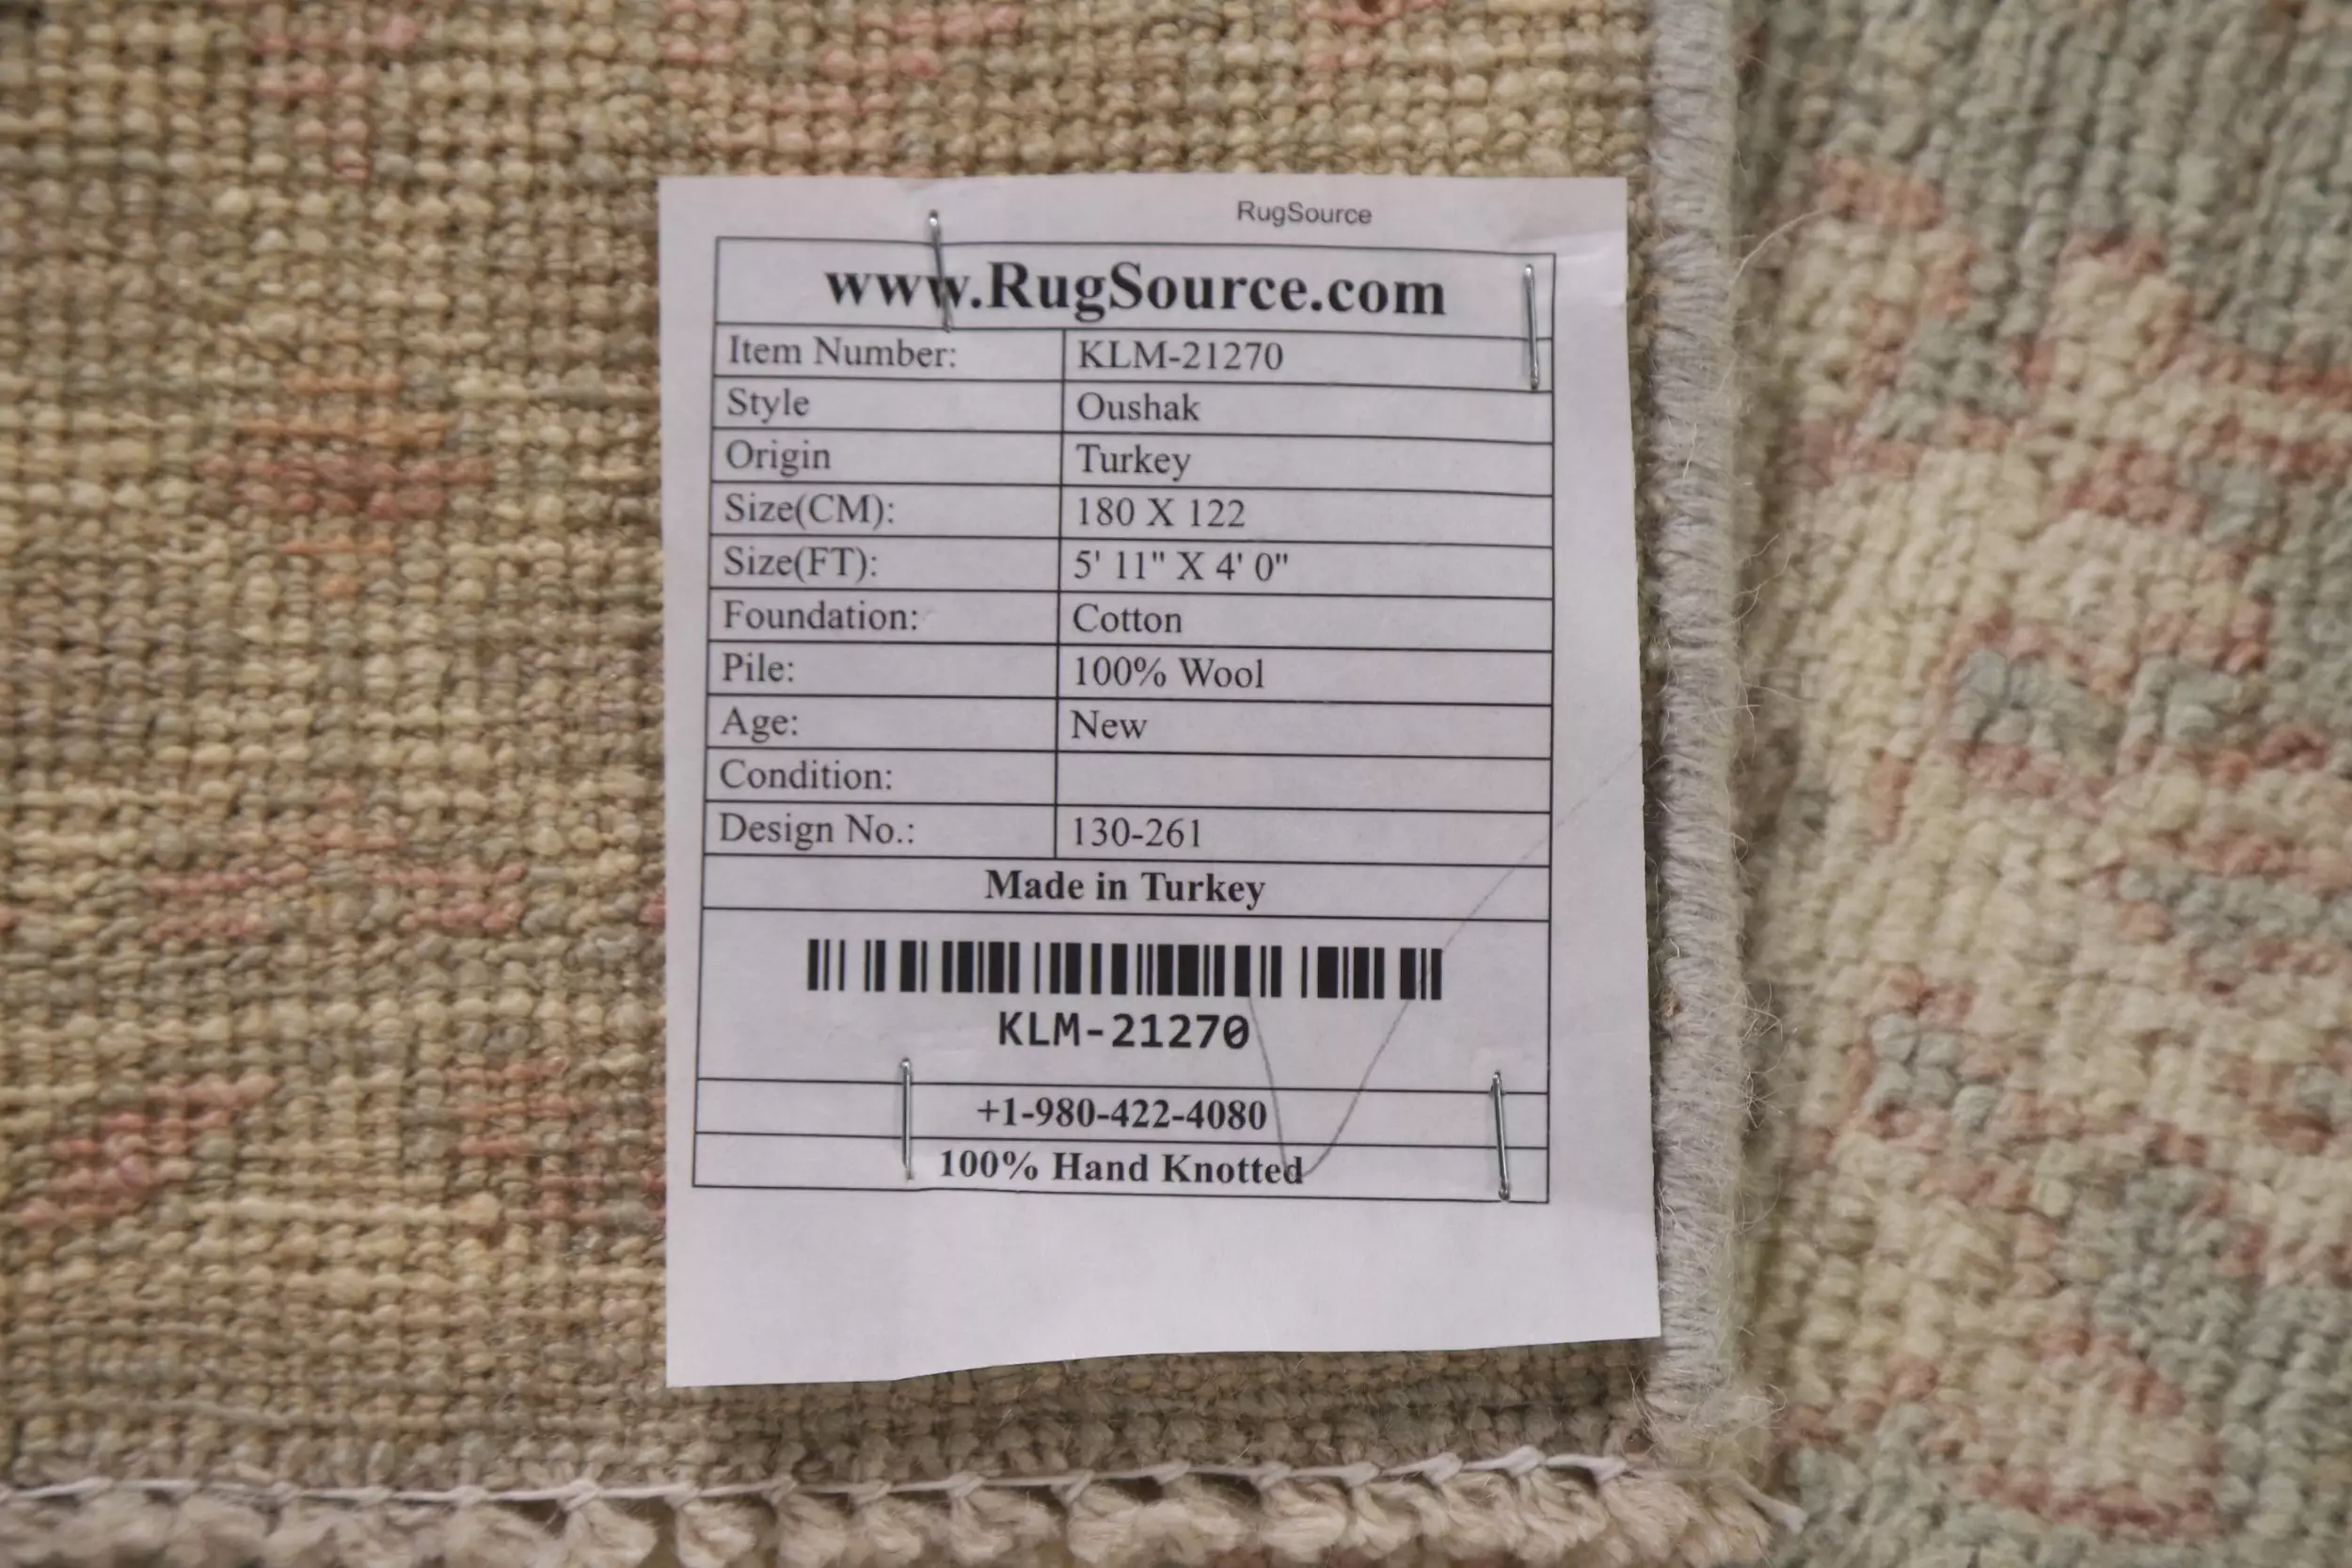 RugSource
www.RugSource.com
Item Number: KLM-21270
Style Oushak
Origin Turkey
Size(CM): 180 X 122
Size(FT): 5' 11" X 4' 0"
Foundation: Cotton
Pile: 100% Wool
Age: New
Condition:
Design No.: 130-261
Made in Turkey
KLM-21270
+1-980-422-4080
100% Hand Knotted